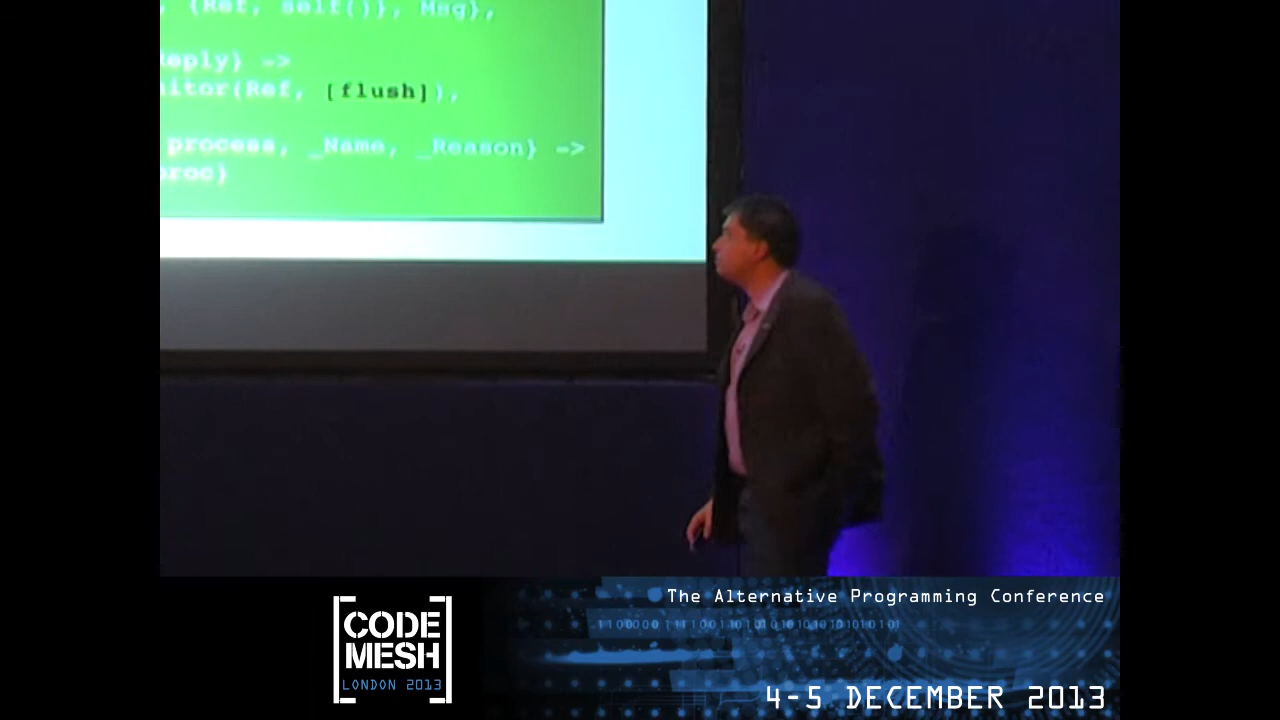 , {Ref, self()}, Msg},
Reply} ->
nitor(Ref, [flush]),
process, _Name, _Reason} ->
proc}
The Alternative Programming Conference
CODE
MESH
LONDON 2013
4-5 DECEMBER 2013